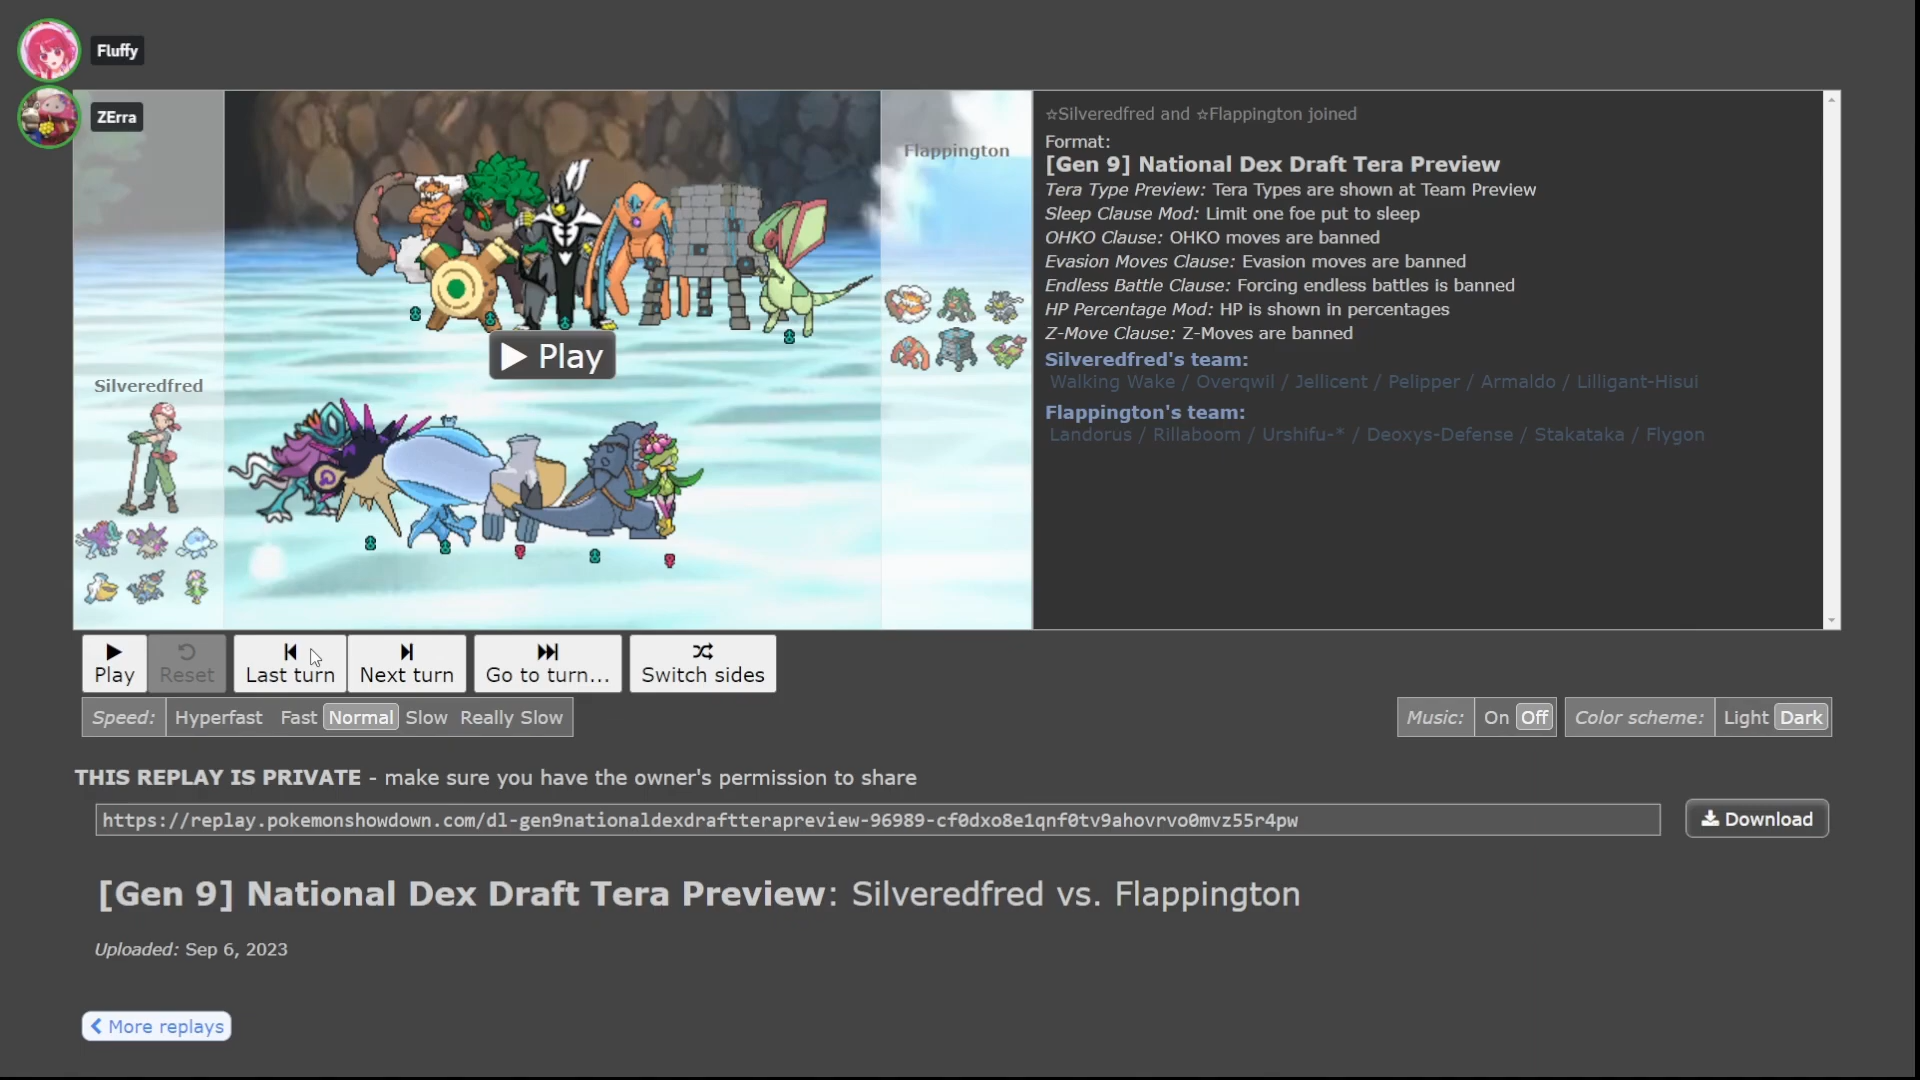 Fluffy
ZErra
Flappington
Silveredfred
Play
☆Silveredfred and ☆Flappington joined
Format:
[Gen 9] National Dex Draft Tera Preview
Tera Type Preview: Tera Types are shown at Team Preview
Sleep Clause Mod: Limit one foe put to sleep
OHKO Clause: OHKO moves are banned
Evasion Moves Clause: Evasion moves are banned
Endless Battle Clause: Forcing endless battles is banned
HP Percentage Mod: HP is shown in percentages
Z-Move Clause: Z-Moves are banned
Silveredfred's team:
Walking Wake / Overqwil / Jellicent / Pelipper / Armaldo / Lilligant-Hisui
Flappington's team:
Landorus / Rillaboom / Urshifu-* / Deoxys-Defense / Stakataka / Flygon
Play Reset Last turn Next turn Go to turn... Switch sides
Speed: Hyperfast Fast Normal Slow Really Slow Music: On Off Color scheme: Light Dark
THIS REPLAY IS PRIVATE - make sure you have the owner's permission to share
https://replay.pokemonshowdown.com/dl-gen9nationaldexdraftterapreview-96989-cf0dxo8e1qnf0tv9ahovrvo0mvz55r4pw Download
[Gen 9] National Dex Draft Tera Preview: Silveredfred vs. Flappington
Uploaded: Sep 6, 2023
More replays